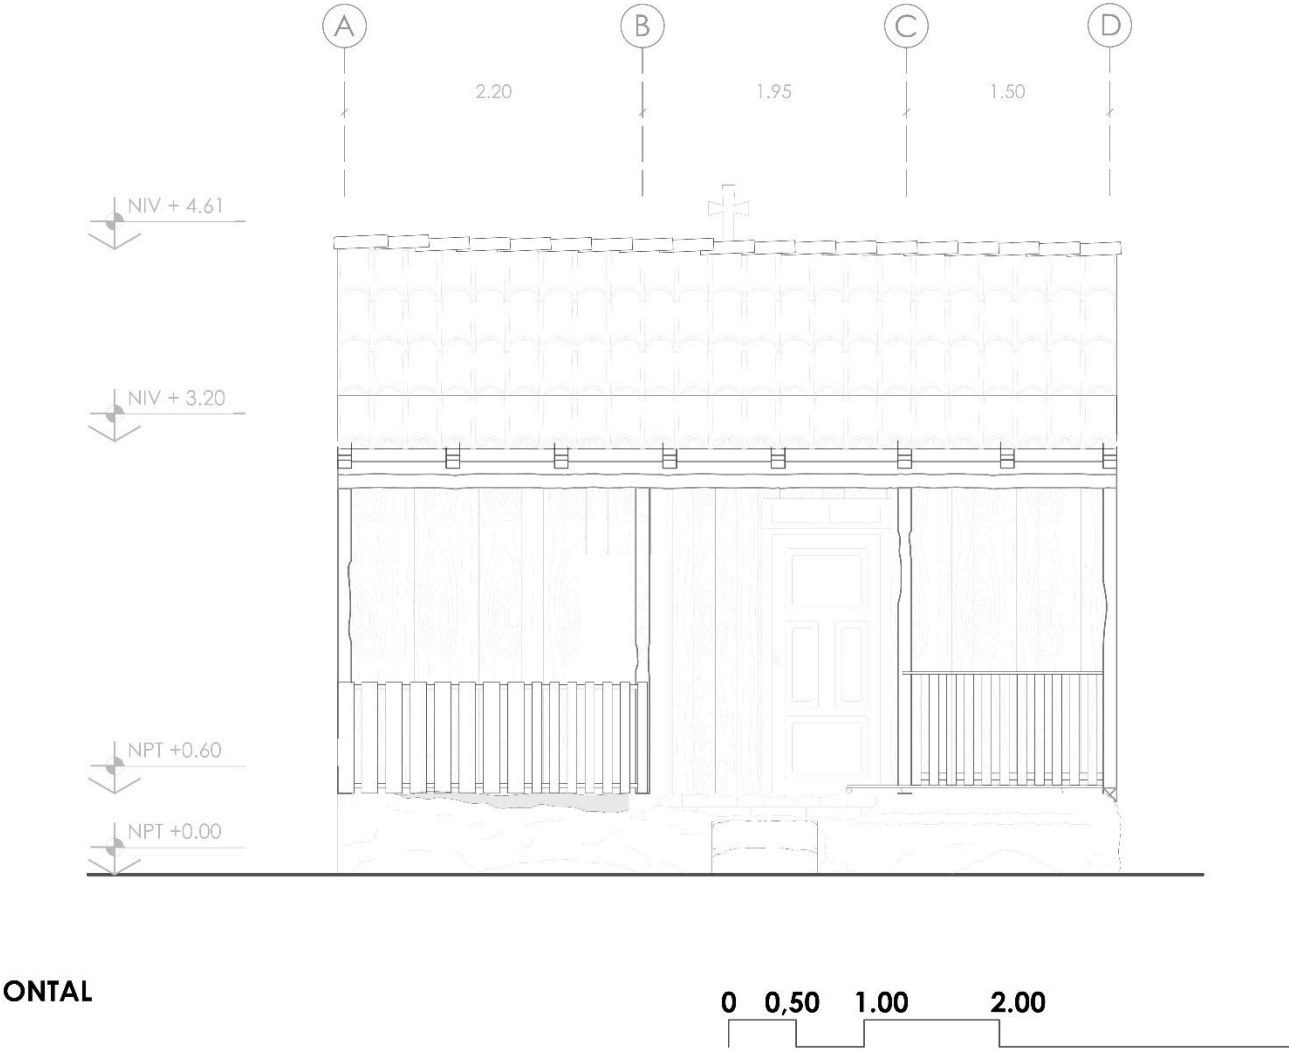 A B C D
2.20 1.95 1.50
NIV + 4.61
NIV + 3.20
NPT +0.60
NPT +0.00
ONTAL
0 0,50 1.00 2.00